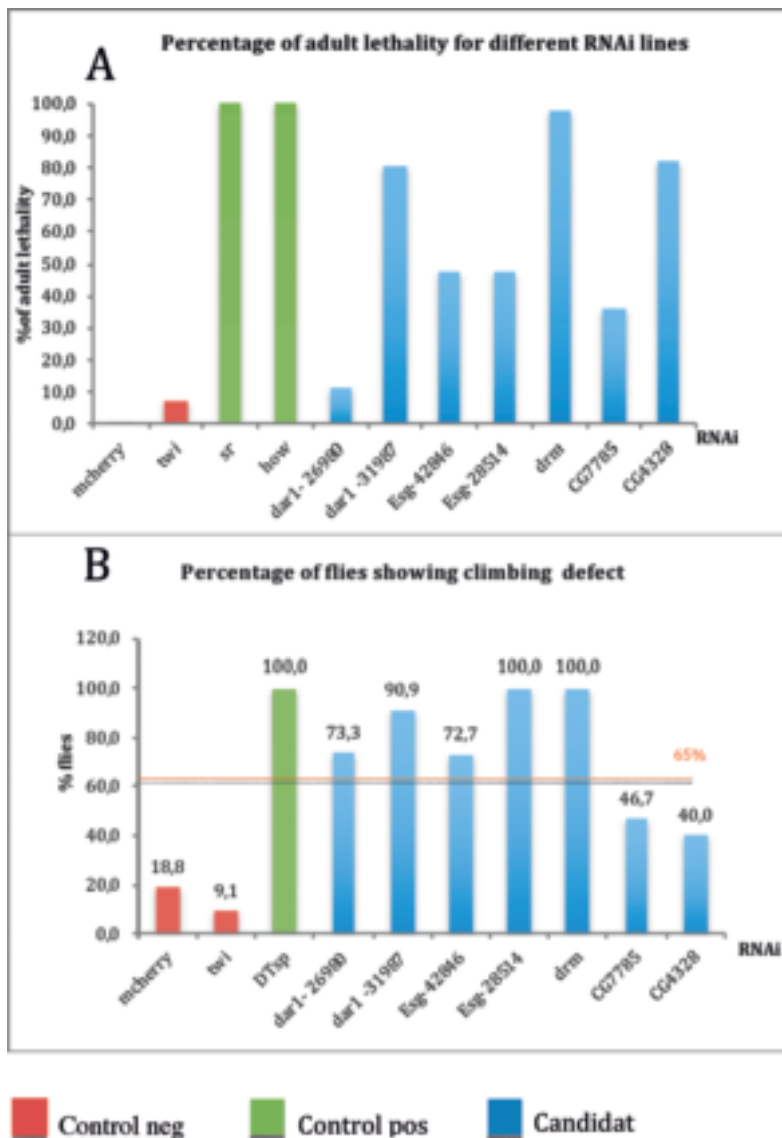 A
Percentage of adult lethality for different RNAi lines
%of adult lethality
100,0
90,0
80,0
70,0
60,0
50,0
40,0
30,0
20,0
10,0
0,0
mcherry
twi
sr
how
dar1- 26980
dar1 -31987
Esg-42846
Esg-28514
drm
CG7785
CG4328
RNAi
B
Percentage of flies showing climbing defect
% flies
120,0
100,0
80,0
60,0
40,0
20,0
0,0
18,8
9,1
100,0
73,3
90,9
72,7
100,0
100,0
46,7
40,0
65%
mcherry
twi
DTsp
dar1- 26980
dar1 -31987
Esg-42846
Esg-28514
drm
CG7785
CG4328
RNAi
Control neg Control pos Candidat